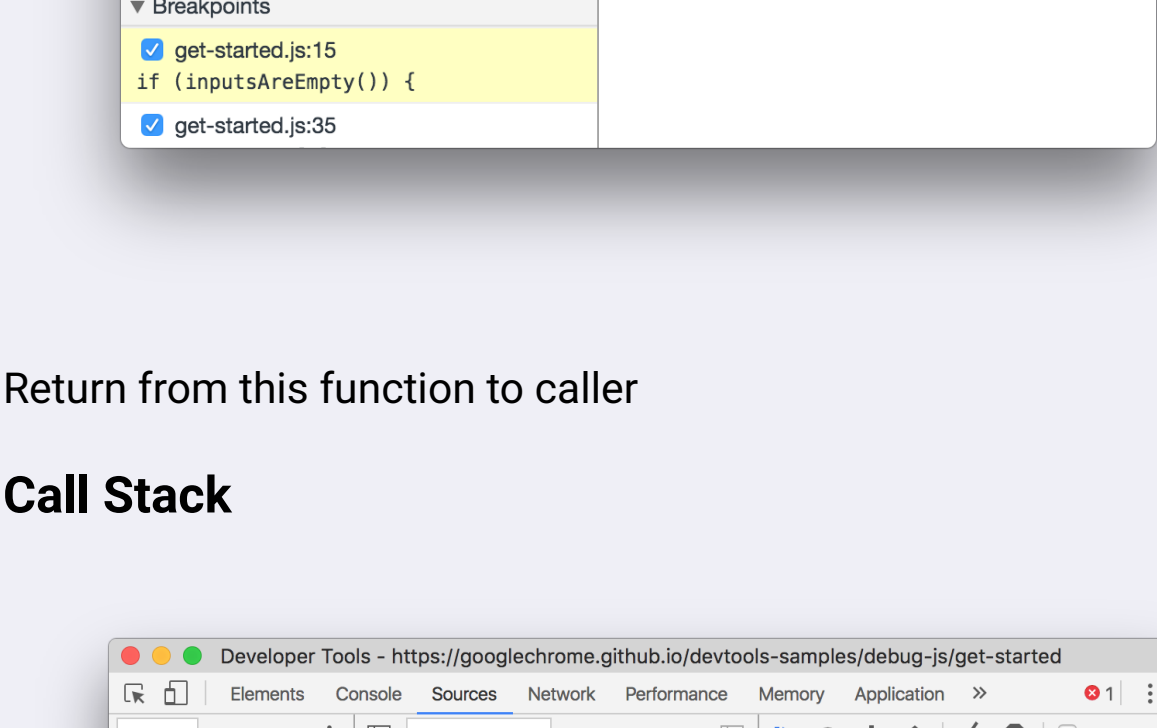 Breakpoints
get-started.js:15
if (inputsAreEmpty()) {
get-started.js:35
Return from this function to caller
Call Stack
Developer Tools - https://googlechrome.github.io/devtools-samples/debug-js/get-started
Elements Console Sources Network Performance Memory Application » 1